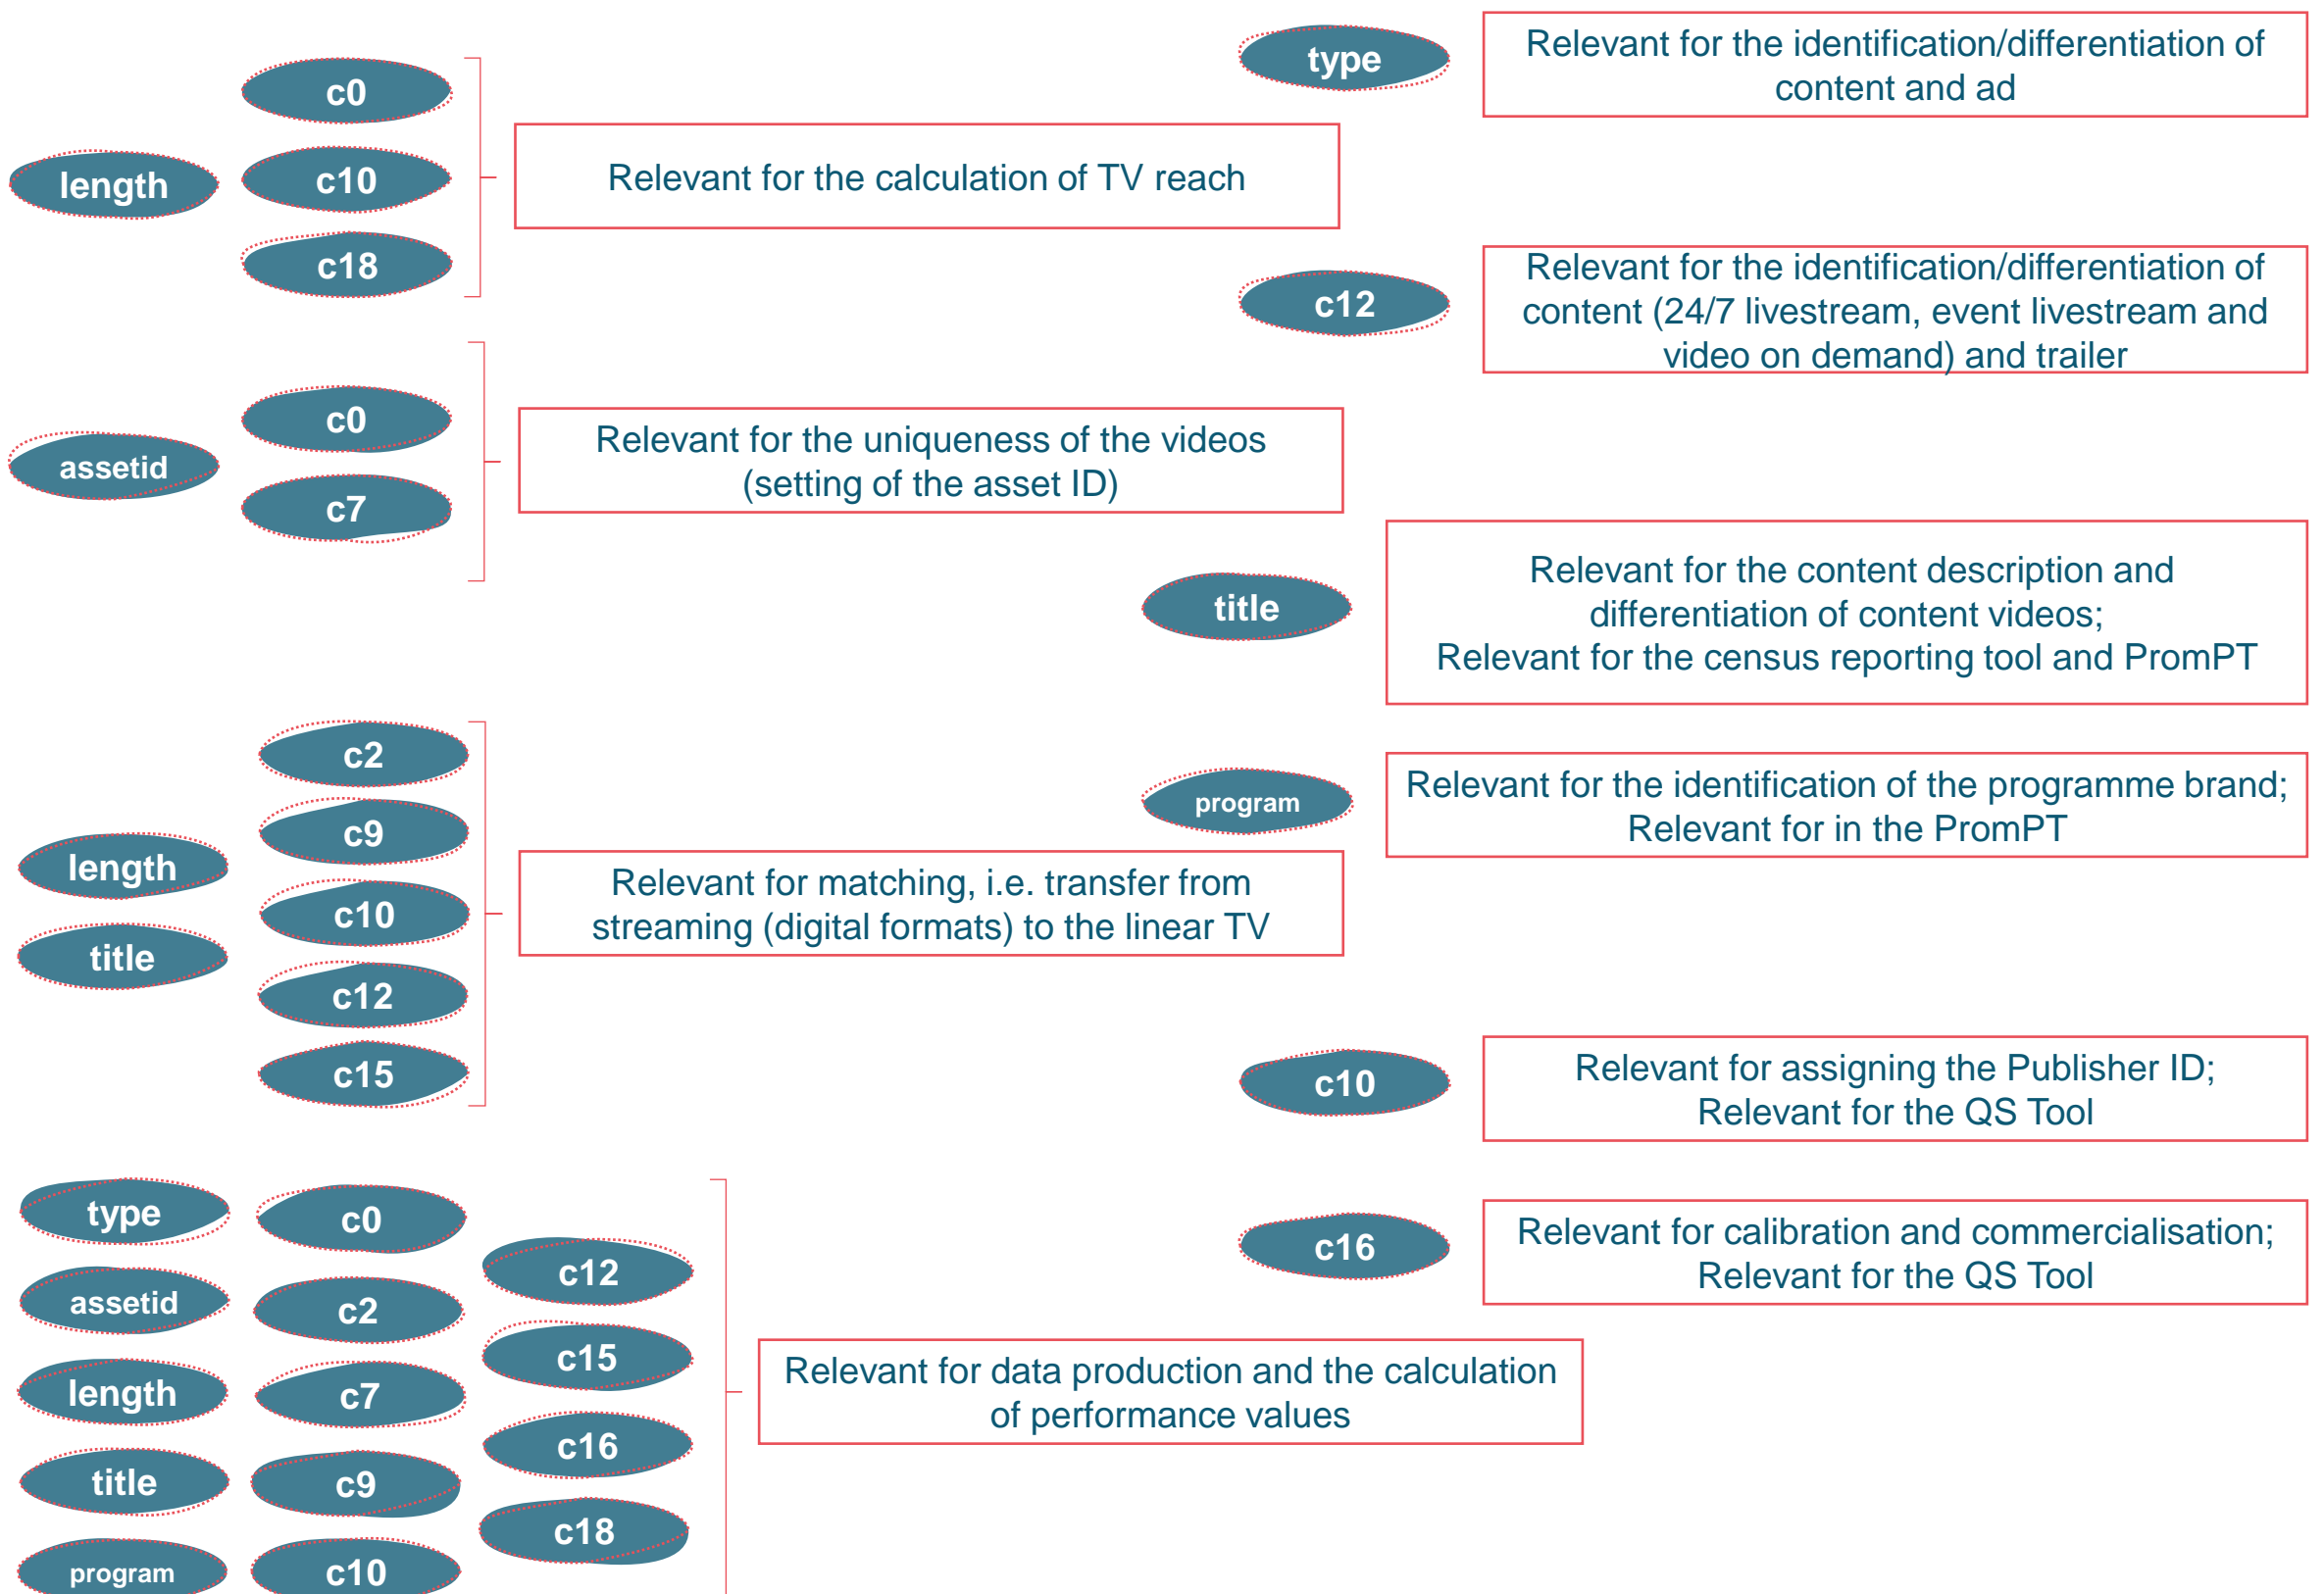 length
c0
c10
c18
Relevant for the calculation of TV reach
type
Relevant for the identification/differentiation of
content and ad
c12
Relevant for the identification/differentiation of
content (24/7 livestream, event livestream and
video on demand) and trailer
assetid
c0
c7
Relevant for the uniqueness of the videos
(setting of the asset ID)
title
Relevant for the content description and
differentiation of content videos;
Relevant for the census reporting tool and PromPT
program
Relevant for the identification of the programme brand;
Relevant for in the PromPT
length
title
c2
c9
c10
c12
c15
Relevant for matching, i.e. transfer from
streaming (digital formats) to the linear TV
c10
Relevant for assigning the Publisher ID;
Relevant for the QS Tool
c16
Relevant for calibration and commercialisation;
Relevant for the QS Tool
type
assetid
length
title
program
c0
c2
c7
c9
c10
c12
c15
c16
c18
Relevant for data production and the calculation
of performance values